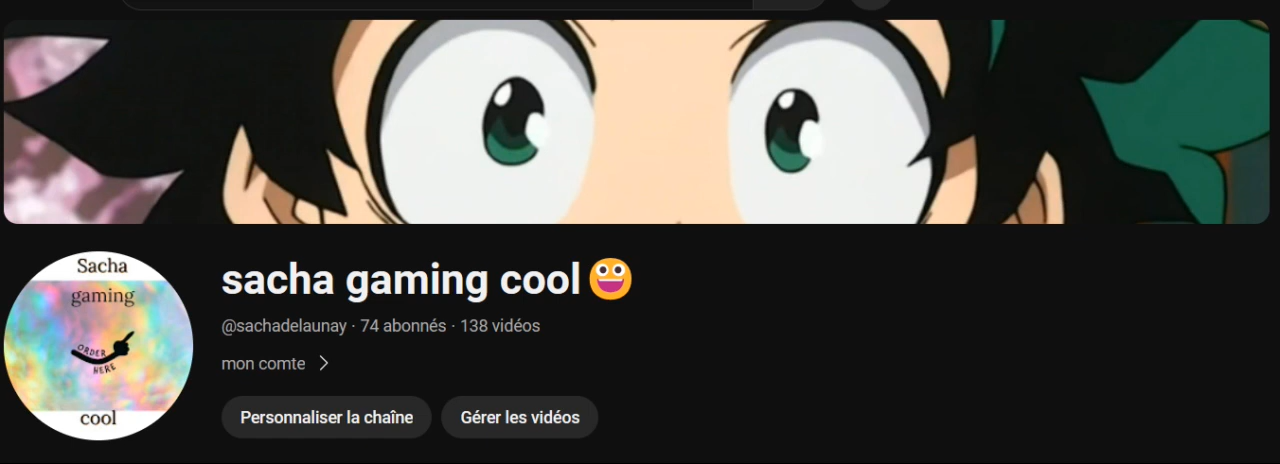 Sacha
gaming
ORDER
HERE
cool
sacha gaming cool😀
@sachadelaunay · 74 abonnés · 138 vidéos
mon comte >
Personnaliser la chaîne
Gérer les vidéos